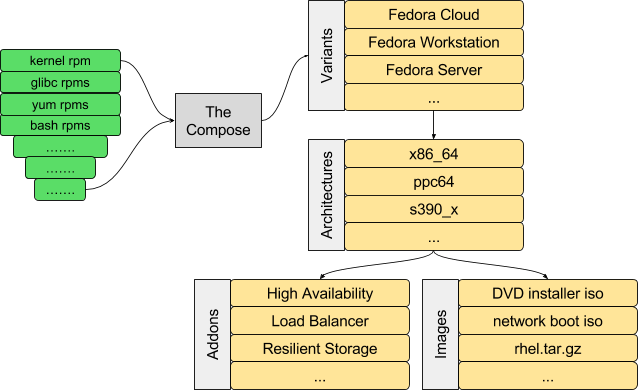 kernel rpm
glibc rpms
yum rpms
bash rpms
.......
.......
.......
The
Compose
Variants
Fedora Cloud
Fedora Workstation
Fedora Server
...
Architectures
x86_64
ppc64
s390_x
...
Addons
High Availability
Load Balancer
Resilient Storage
...
Images
DVD installer iso
network boot iso
rhel.tar.gz
...